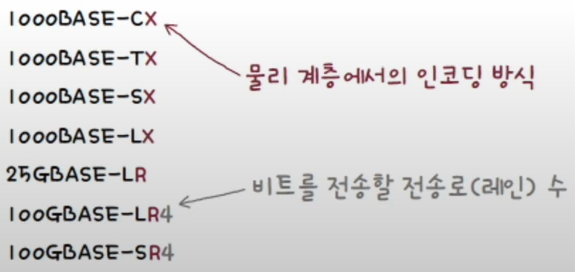 1000BASE-CX
1000BASE-TX
물리 계층에서의 인코딩 방식
1000BASE-SX
1000BASE-LX
25GBASE-LR
비트를 전송할 전송로(레인) 수
100GBASE-LR4
100GBASE-SR4